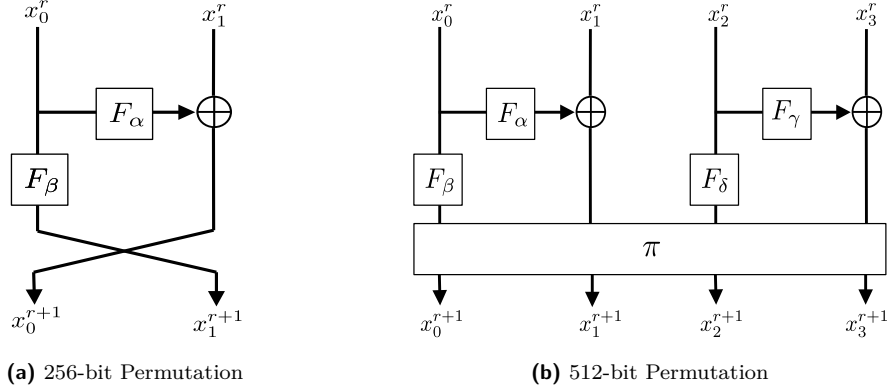 x_0^r x_1^r x_0^r x_1^r x_2^r x_3^r
F_α F_α F_γ
F_β F_β F_δ
π
x_0^{r+1} x_1^{r+1} x_0^{r+1} x_1^{r+1} x_2^{r+1} x_3^{r+1}
(a) 256-bit Permutation (b) 512-bit Permutation